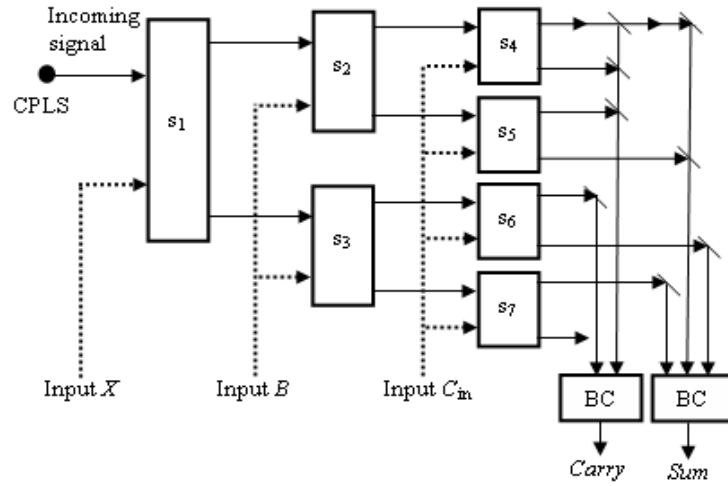 Incoming
signal
CPLS
s1
s2
s3
s4
s5
s6
s7
Input X
Input B
Input Cin
BC
BC
Carry
Sum